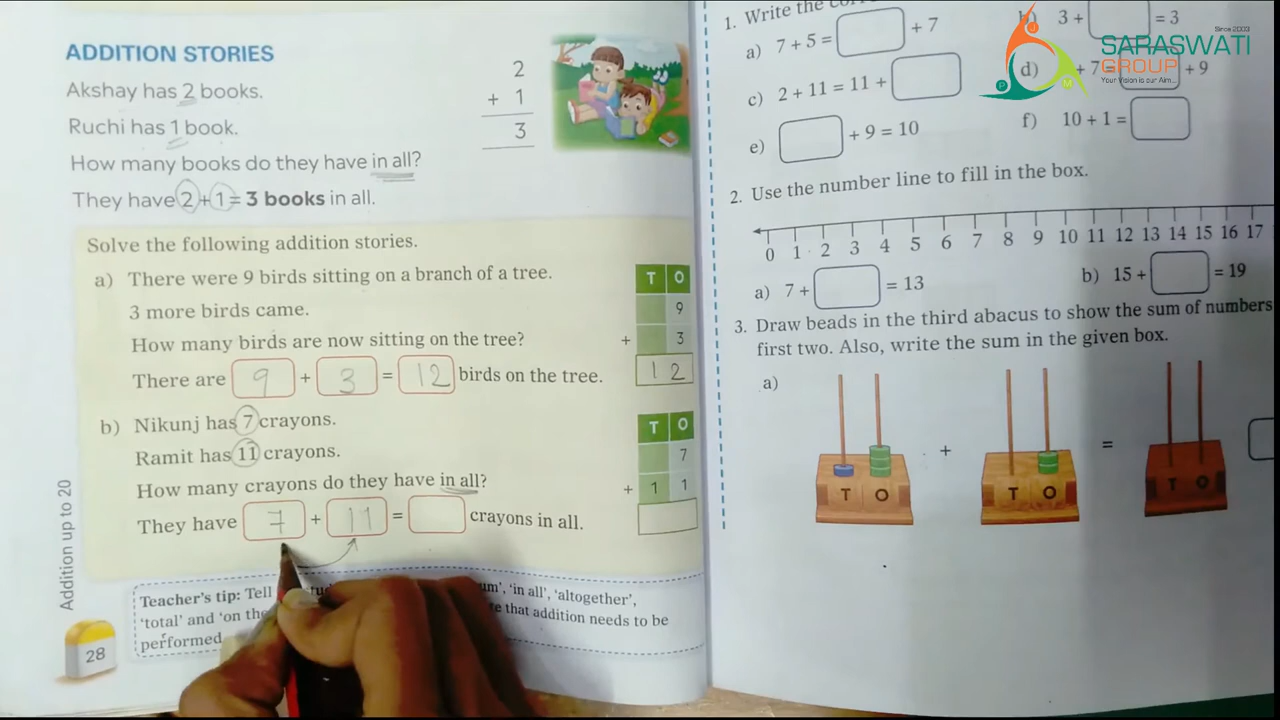 ADDITION STORIES
Akshay has 2 books.
Ruchi has 1 book.
How many books do they have in all?
They have 2 + 1 = 3 books in all.
2
+ 1
3
Solve the following addition stories.
a) There were 9 birds sitting on a branch of a tree.
3 more birds came.
How many birds are now sitting on the tree?
There are 9 + 3 = 12 birds on the tree.
T O
9
+ 3
1 2
b) Nikunj has 7 crayons.
Ramit has 11 crayons.
How many crayons do they have in all?
They have 7 + 11 = crayons in all.
T O
7
+ 1 1
Teacher's tip: Tell
'in all', 'altogether',
'total' and 'on the that addition needs to be
performed
Addition up to 20
28
1. Write the
a) 7 + 5 = + 7
3 + = 3
c) 2 + 11 = 11 +
d) + 7 = + 9
e) + 9 = 10
f) 10 + 1 =
2. Use the number line to fill in the box.
0 1 2 3 4 5 6 7 8 9 10 11 12 13 14 15 16 17
a) 7 + = 13
b) 15 + = 19
3. Draw beads in the third abacus to show the sum of numbers
first two. Also, write the sum in the given box.
a)
T O + T O = T O
Since 2003
SARASWATI
GROUP
Your Vision is our Aim...
P M